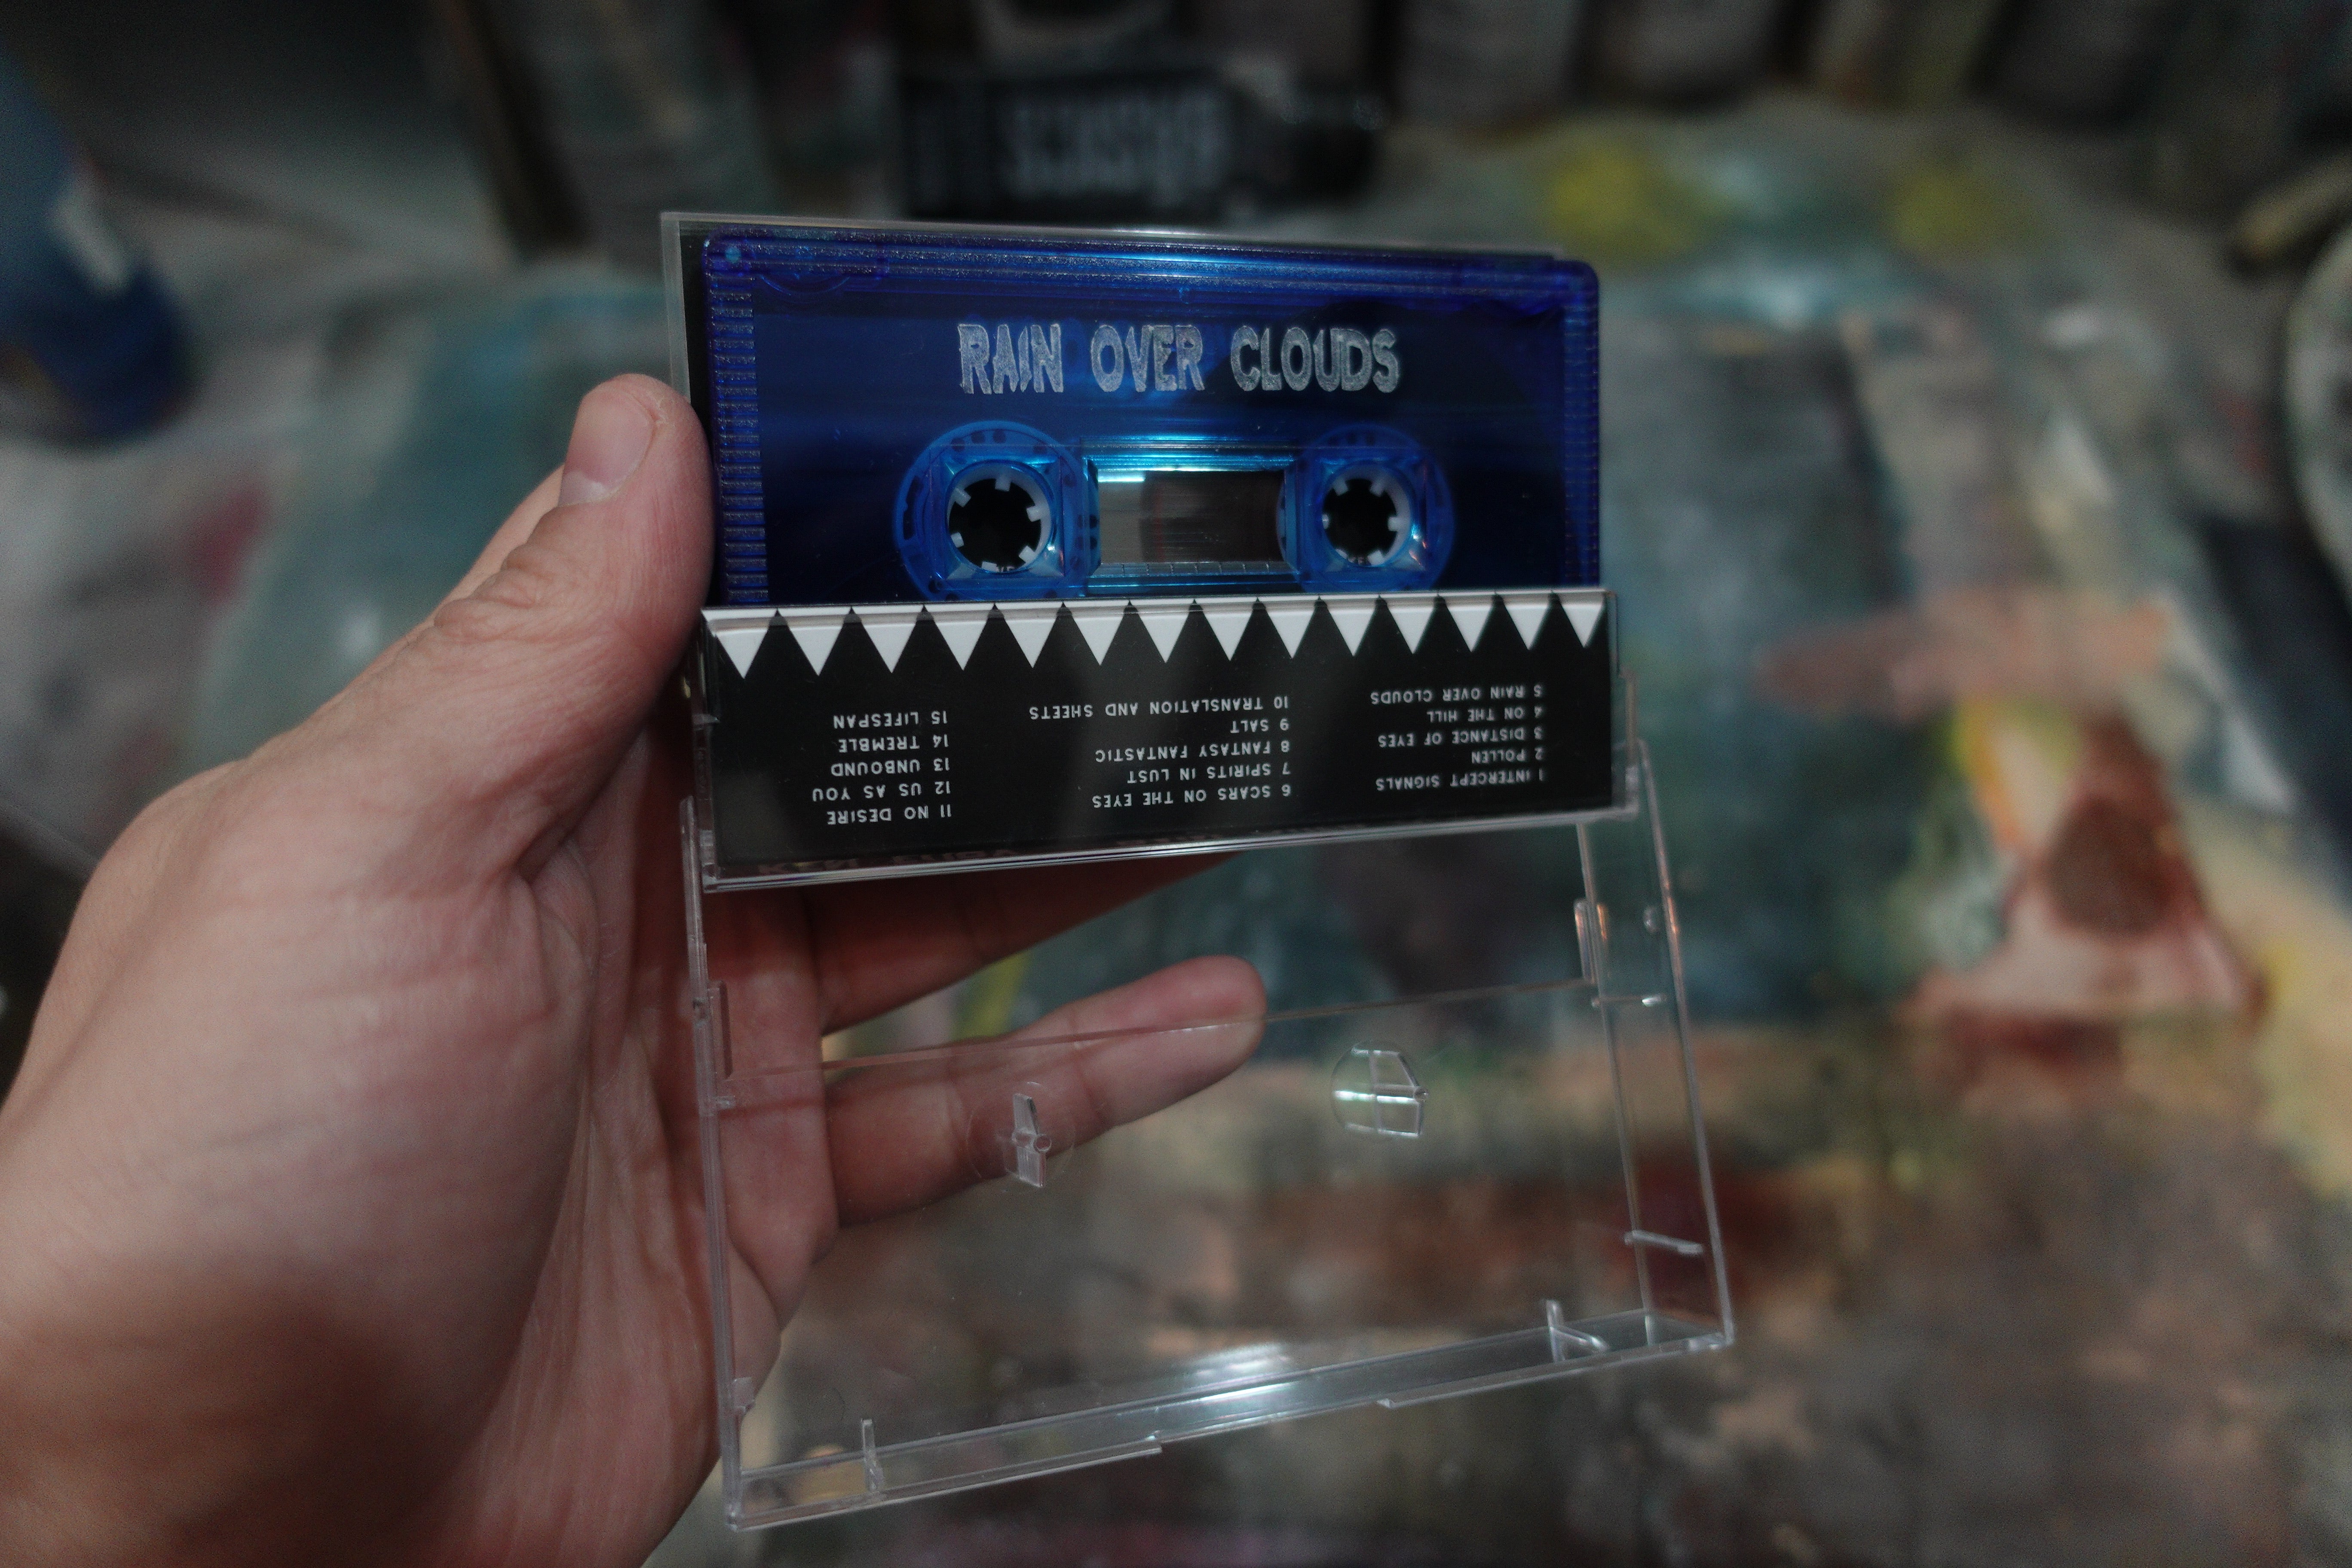 RAIN OVER CLOUDS
1 INTERCEPT SIGNALS
2 POLLEN
3 DISTANCE OF EYES
4 ON THE HILL
5 RAIN OVER CLOUDS
6 SCARS ON THE EYES
7 SPIRITS IN LUST
8 FANTASY FANTASTIC
9 SALT
10 TRANSLATION AND SHEETS
11 NO DESIRE
12 US AS YOU
13 UNBOUND
14 TREMBLE
15 LIFESPAN